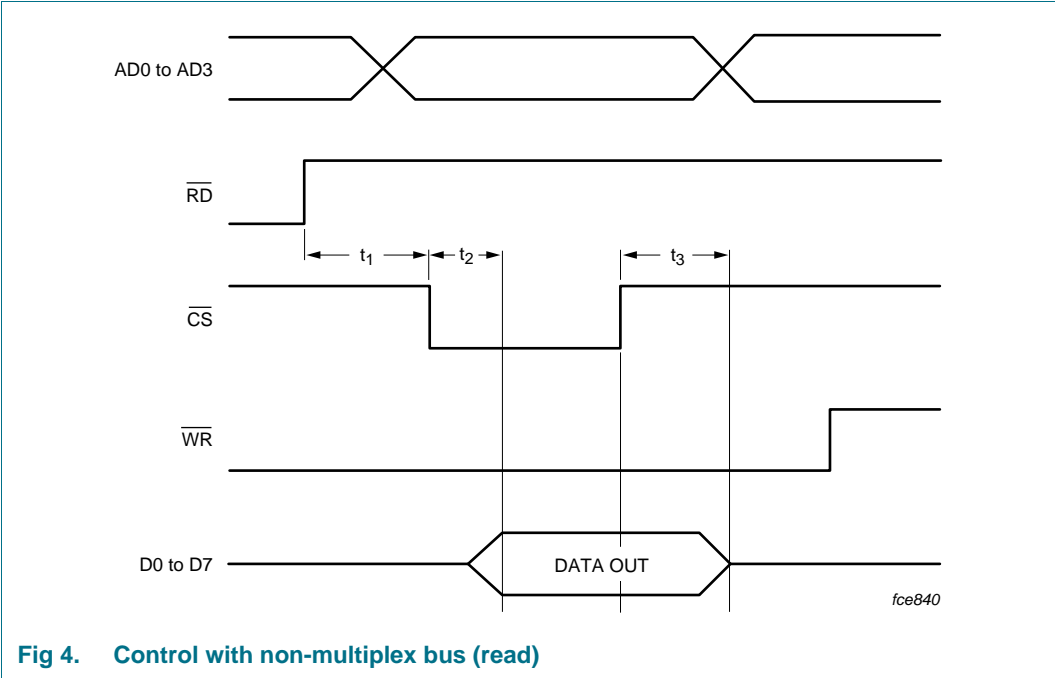 AD0 to AD3
RD
t1
t2
t3
CS
WR
D0 to D7
DATA OUT
fce840
Fig 4. Control with non-multiplex bus (read)